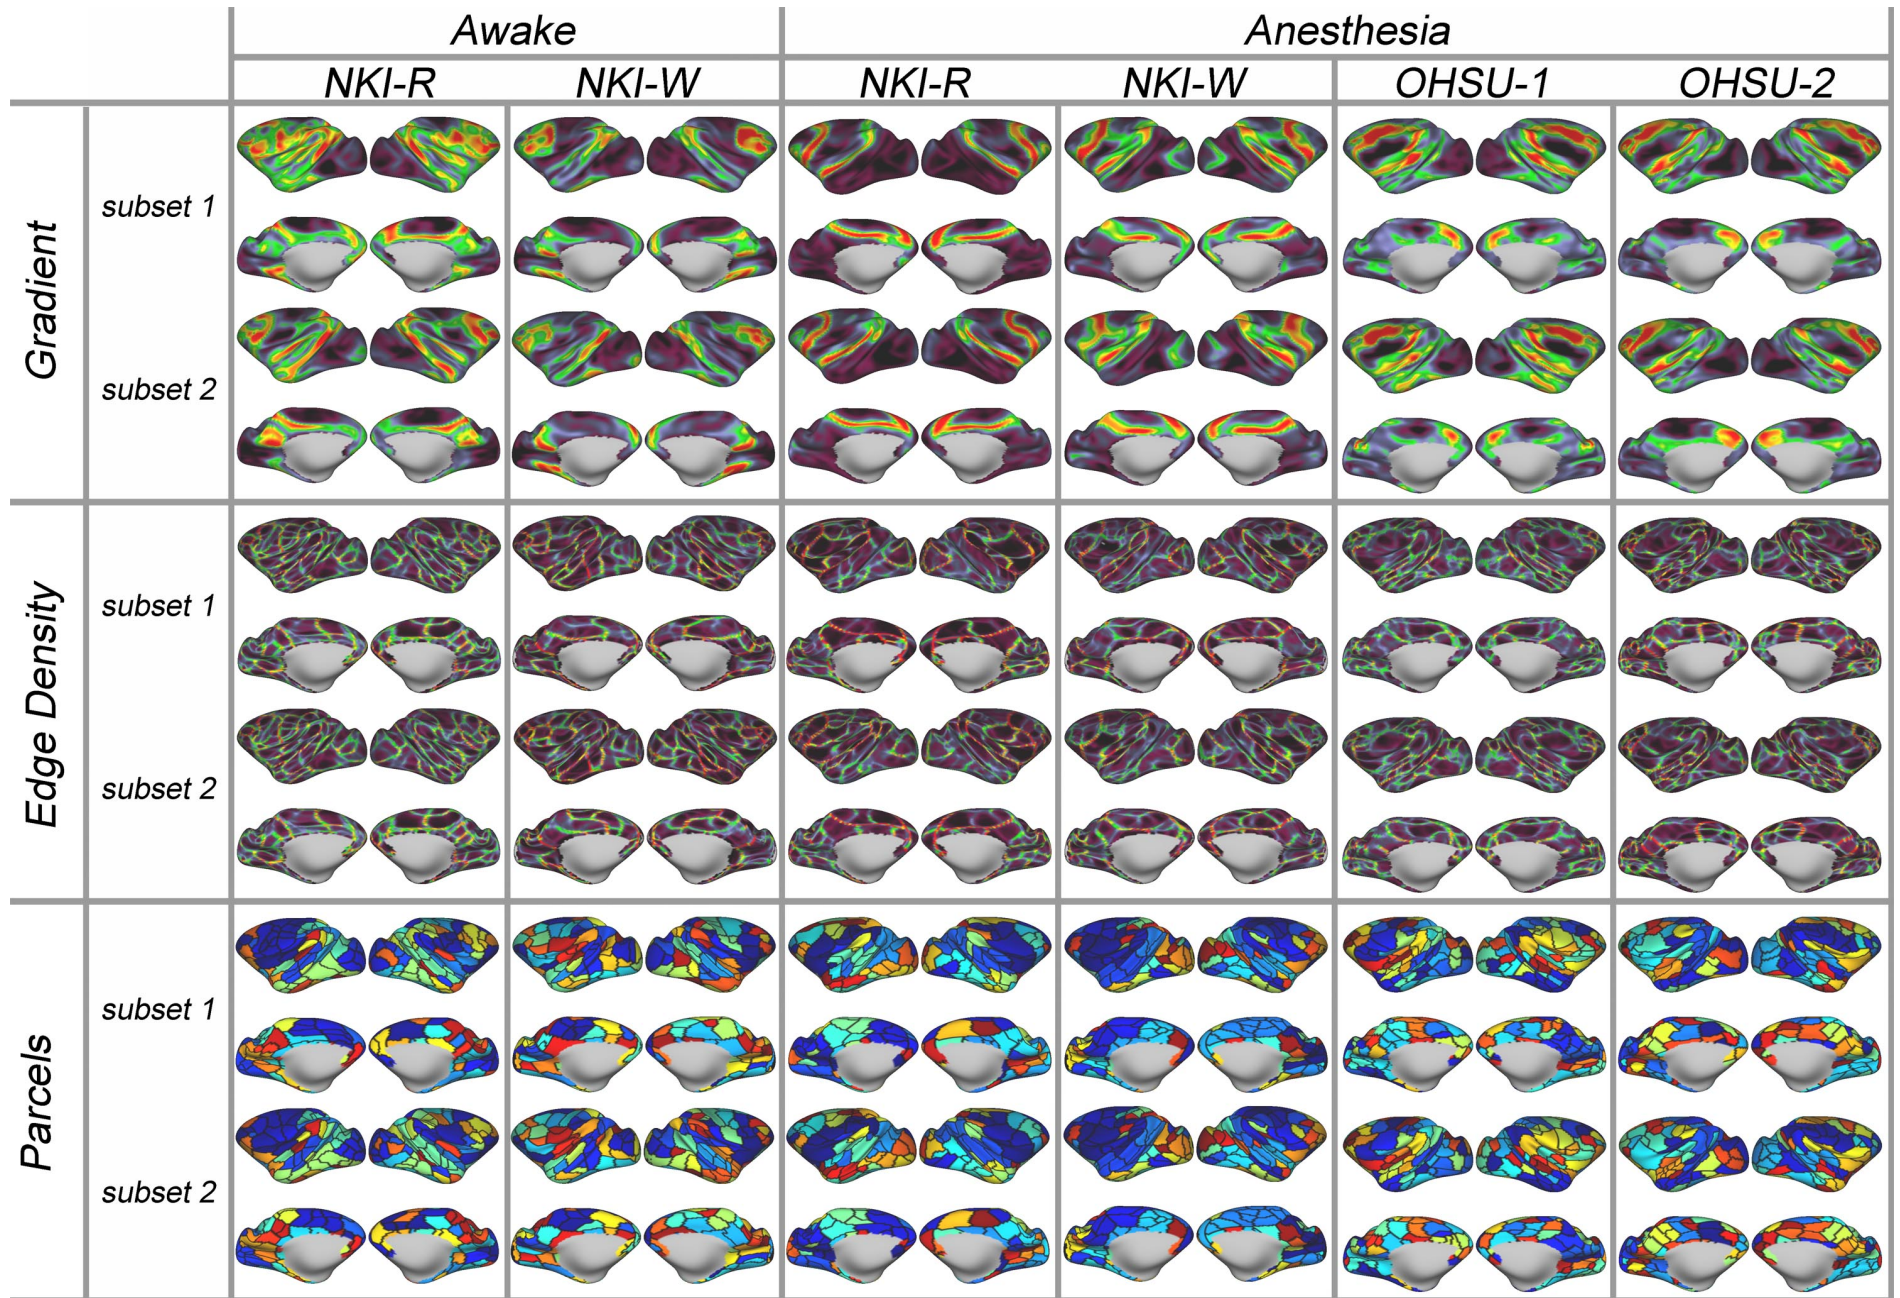 Awake Anesthesia
NKI-R NKI-W NKI-R NKI-W OHSU-1 OHSU-2
Gradient
subset 1
subset 2
Edge Density
subset 1
subset 2
Parcels
subset 1
subset 2